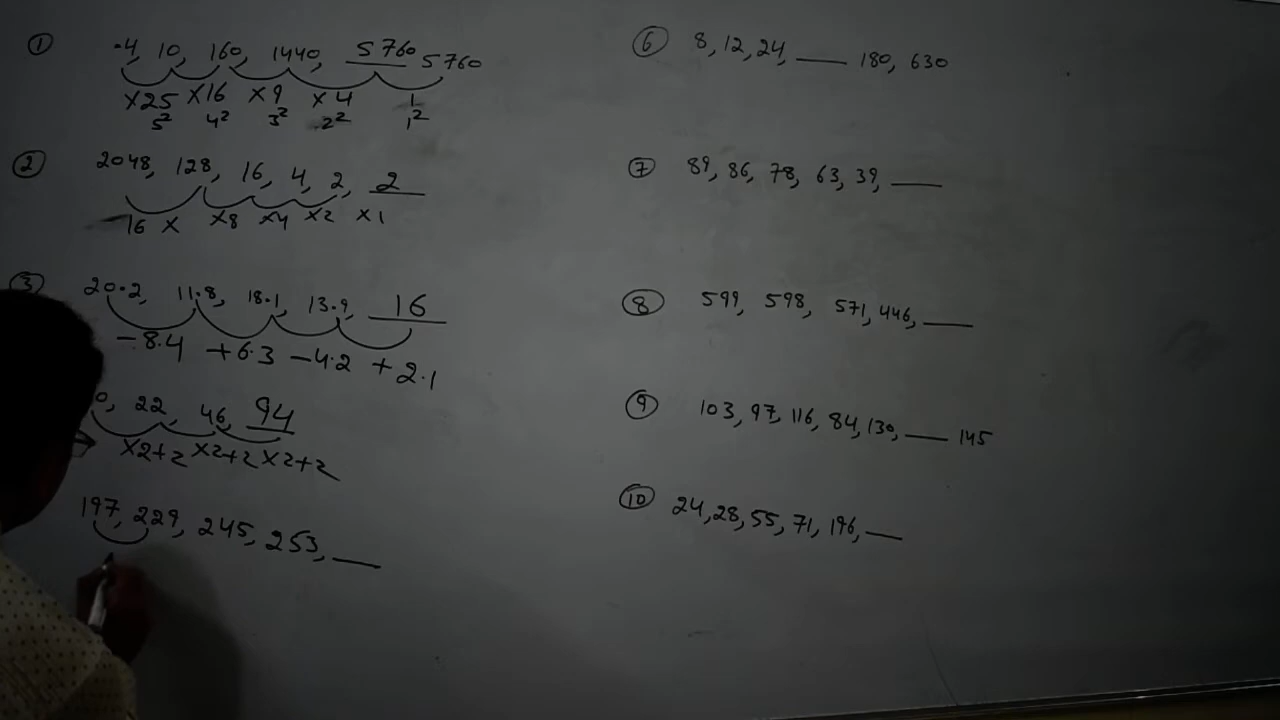 ① .4, 10, 160, 1440, 5760 5760
×25 ×16 ×9 ×4 1
5² 4² 3² 2² 1²
② 2048, 128, 16, 4, 2, 2
16 × ×8 ×4 ×2 ×1
③ 20.2, 11.8, 18.1, 13.9, 16
-8.4 +6.3 -4.2 +2.1
0, 22, 46, 94
×2+2 ×2+2 ×2+2
197, 229, 245, 253, ___
⑥ 8, 12, 24, ___ 180, 630
⑦ 89, 86, 78, 63, 39, ___
⑧ 599, 598, 571, 446, ___
⑨ 103, 97, 116, 84, 130, ___ 145
⑩ 24, 28, 55, 71, 196, ___